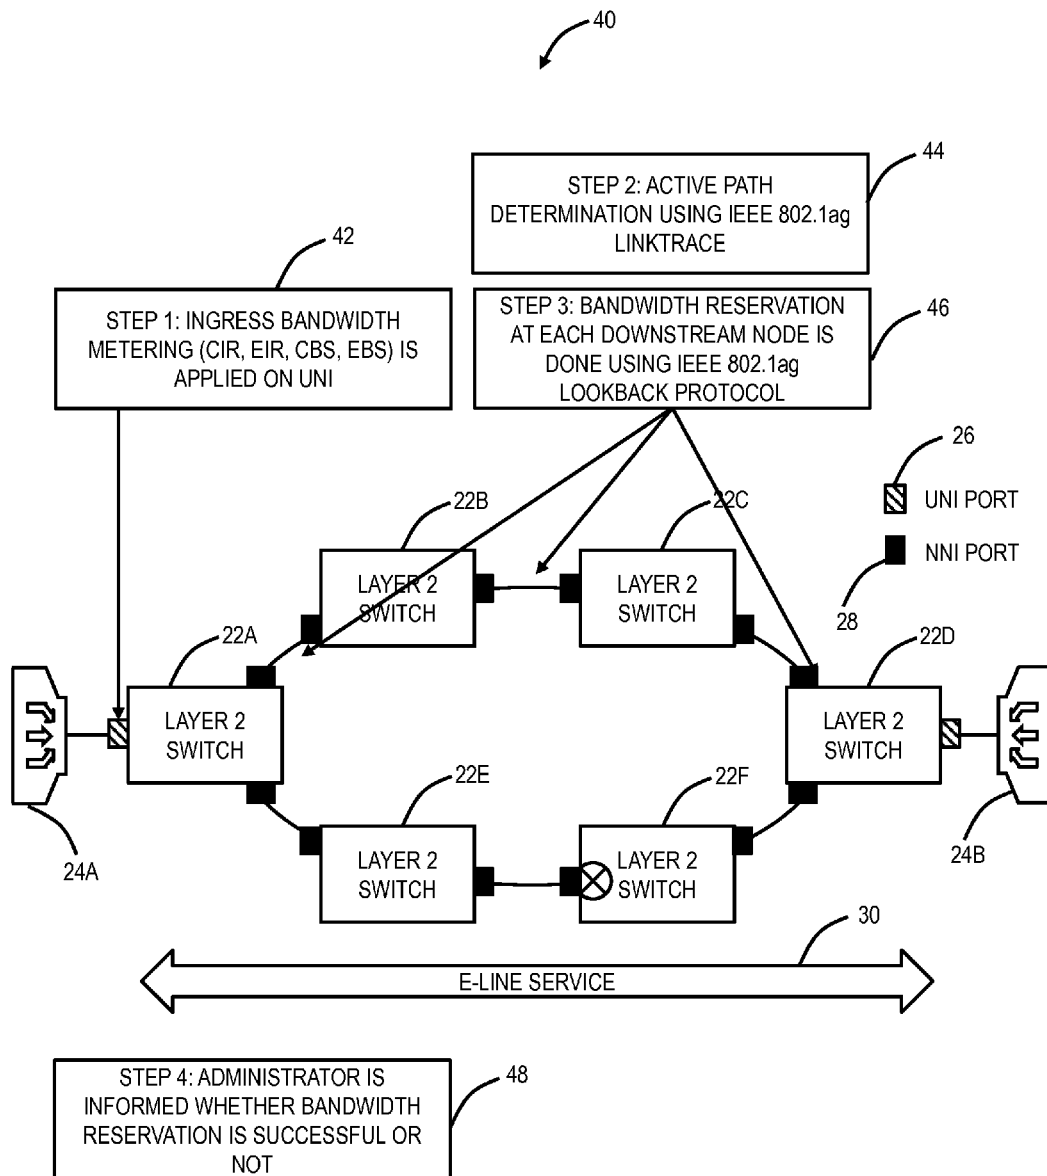 40
44
STEP 2: ACTIVE PATH
DETERMINATION USING IEEE 802.1ag
LINKTRACE
42
STEP 1: INGRESS BANDWIDTH
METERING (CIR, EIR, CBS, EBS) IS
APPLIED ON UNI
STEP 3: BANDWIDTH RESERVATION
AT EACH DOWNSTREAM NODE IS
DONE USING IEEE 802.1ag
LOOKBACK PROTOCOL
46
26
UNI PORT
NNI PORT
28
22B
LAYER 2
SWITCH
22C
LAYER 2
SWITCH
22A
LAYER 2
SWITCH
22D
LAYER 2
SWITCH
24A
22E
LAYER 2
SWITCH
22F
LAYER 2
SWITCH
24B
30
E-LINE SERVICE
STEP 4: ADMINISTRATOR IS
INFORMED WHETHER BANDWIDTH
RESERVATION IS SUCCESSFUL OR
NOT
48